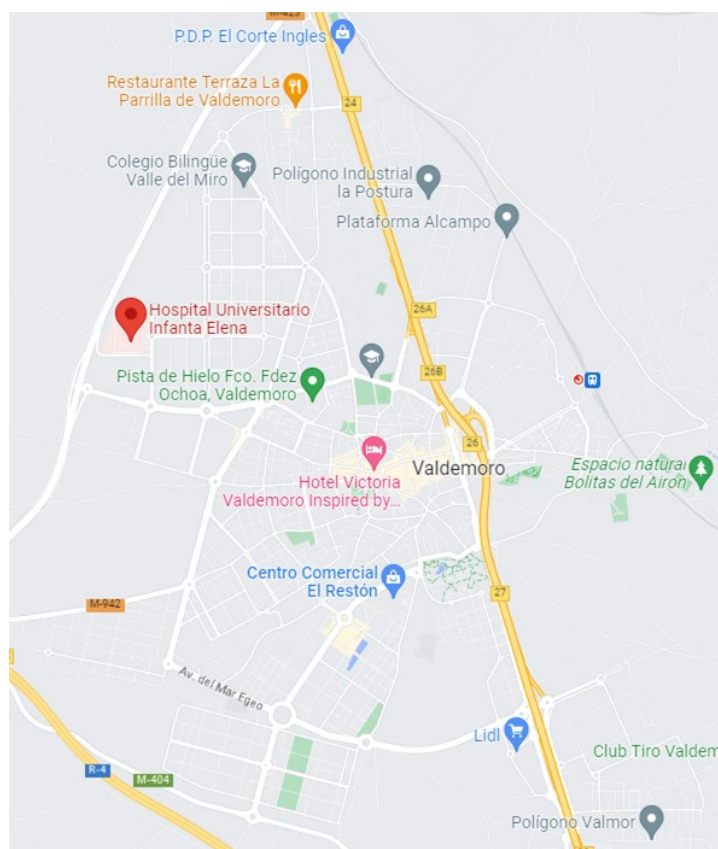 M-423
P.D.P. El Corte Ingles
Restaurante Terraza La
Parrilla de Valdemoro
24
Colegio Bilingüe
Valle del Miro
Polígono Industrial
la Postura
Plataforma Alcampo
Hospital Universitario
Infanta Elena
26A
26B
Pista de Hielo Fco. Fdez
Ochoa, Valdemoro
26
Valdemoro
Hotel Victoria
Valdemoro Inspired by...
Espacio natural
Bolitas del Airón
Centro Comercial
El Restón
27
M-942
Av. del Mar Egeo
Lidl
Club Tiro Valdem
R-4
M-404
Polígono Valmor